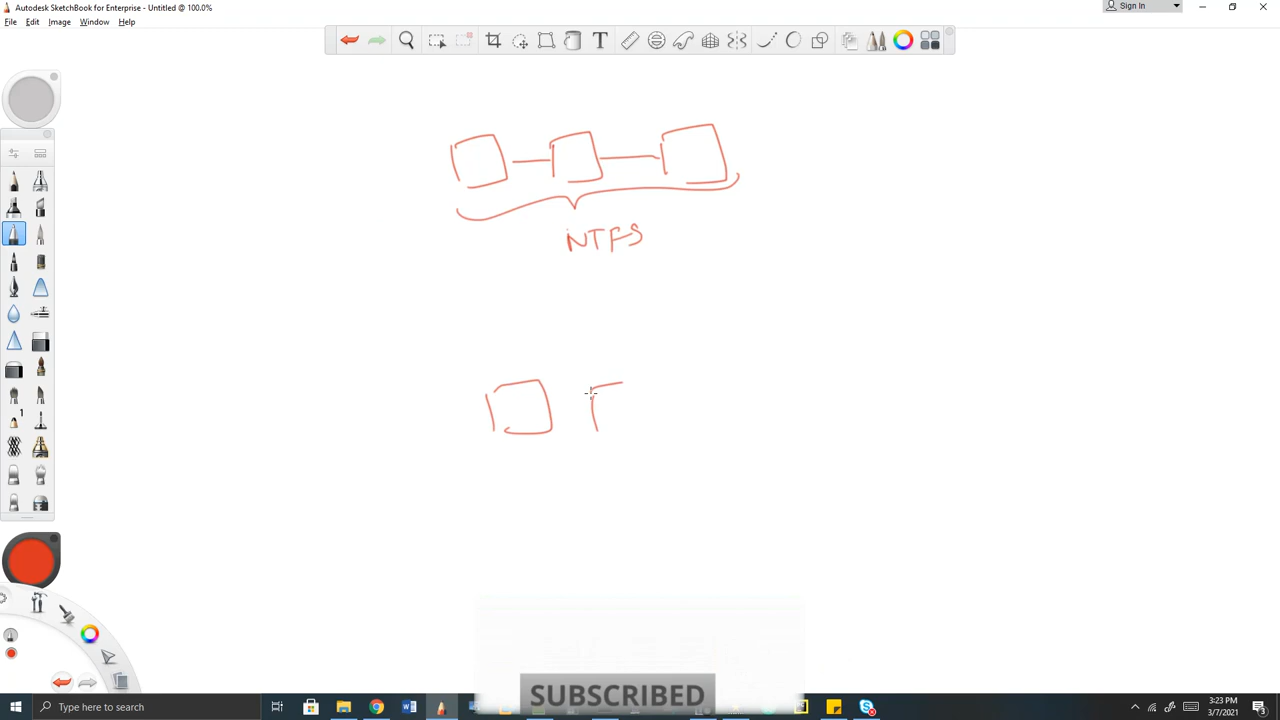 Autodesk SketchBook for Enterprise - Untitled @ 100.0%
Sign In
File Edit Image Window Help
T
NTFS
1
SUBSCRIBED
Type here to search
3:23 PM
3/7/2021